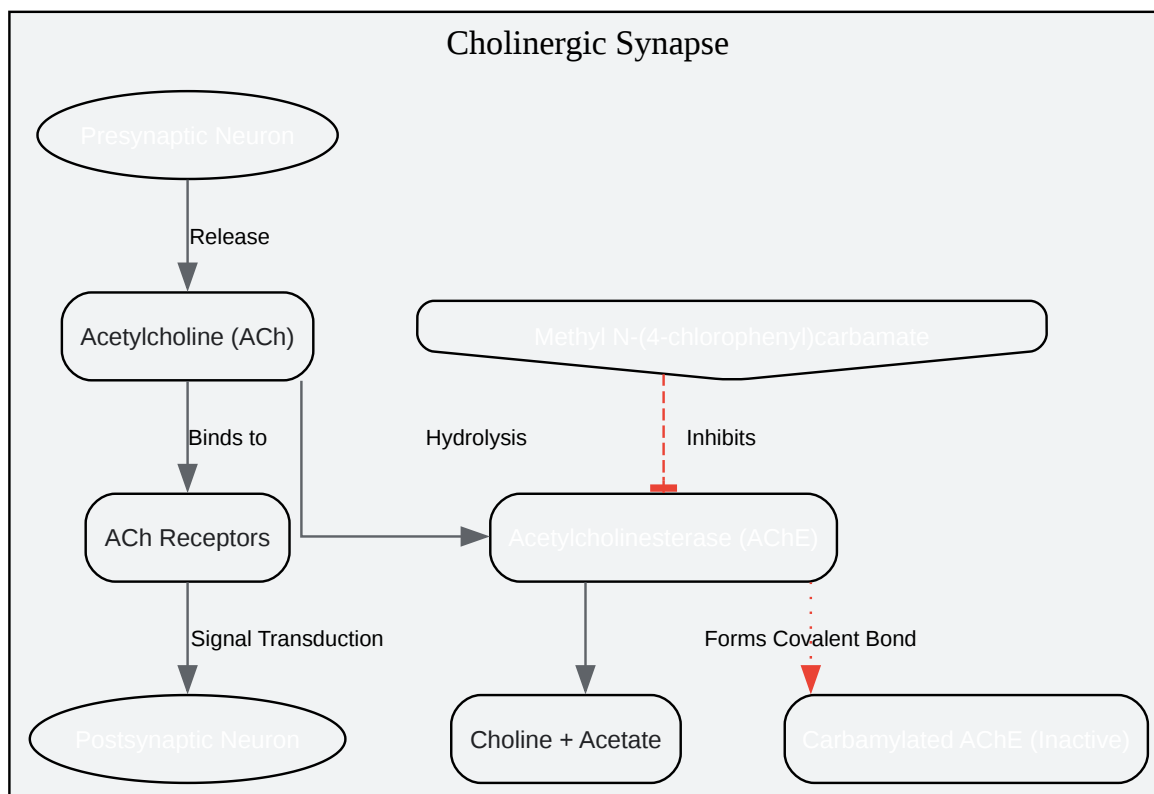 Cholinergic Synapse
Presynaptic Neuron
Release
Acetylcholine (ACh)
Methyl N-(4-chlorophenyl)carbamate
Binds to
Hydrolysis
Inhibits
ACh Receptors
Acetylcholinesterase (AChE)
Signal Transduction
Forms Covalent Bond
Postsynaptic Neuron
Choline + Acetate
Carbamylated AChE (Inactive)